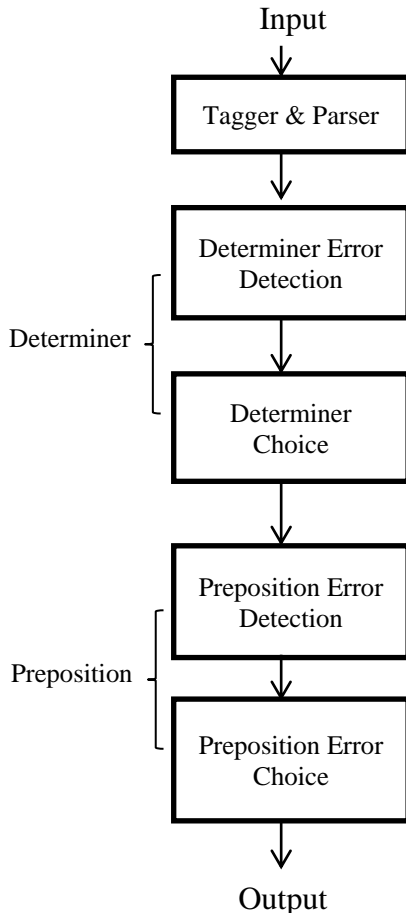 Input
Tagger & Parser
Determiner Error
Detection
Determiner
Determiner
Choice
Preposition Error
Detection
Preposition
Preposition Error
Choice
Output